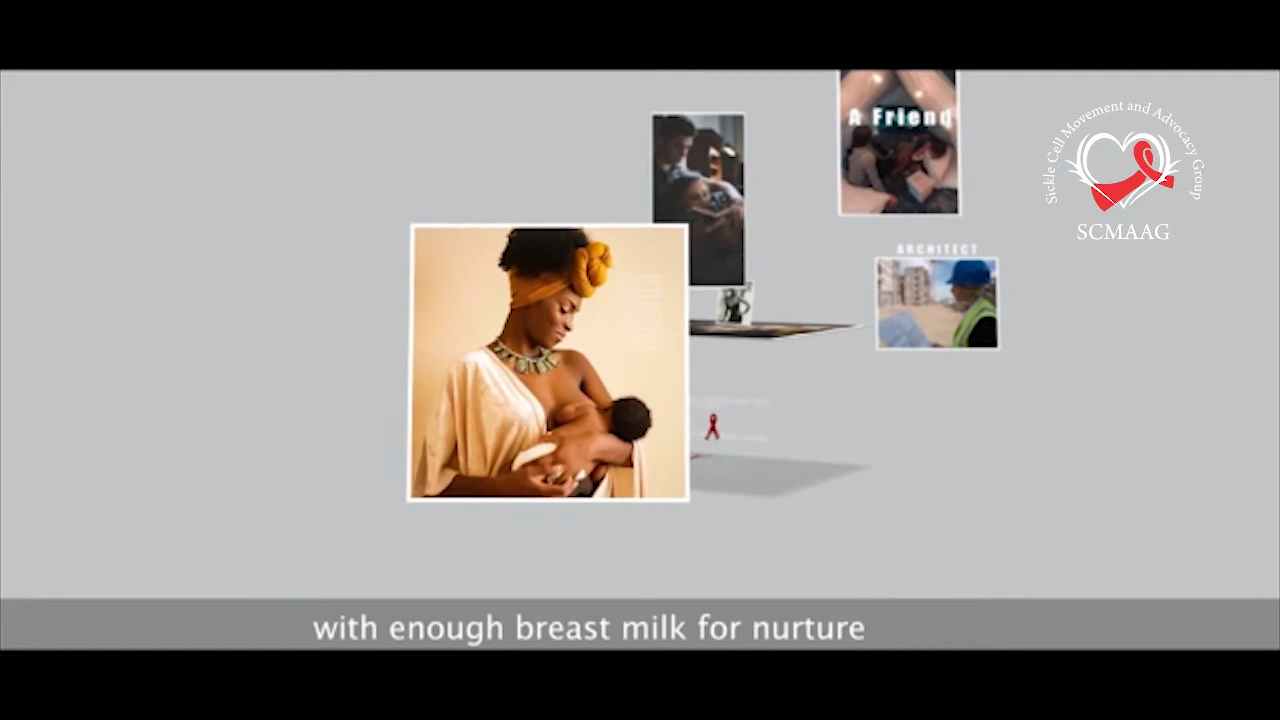 A Friend
Sickle Cell Movement and Advocacy Group
SCMAAG
ARCHITECT
with enough breast milk for nurture